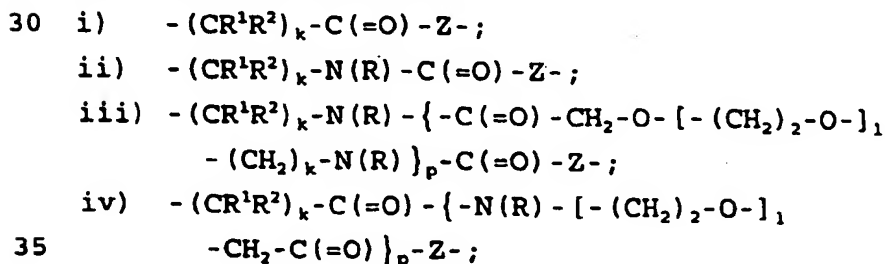 30 i) -(CR¹R²)ₖ-C(=O)-Z-;
ii) -(CR¹R²)ₖ-N(R)-C(=O)-Z-;
iii) -(CR¹R²)ₖ-N(R)-{-C(=O)-CH₂-O-[-(CH₂)₂-O-]ₗ
-(CH₂)ₖ-N(R)}ₚ-C(=O)-Z-;
iv) -(CR¹R²)ₖ-C(=O)-{-N(R)-[-(CH₂)₂-O-]ₗ
35 -CH₂-C(=O)}ₚ-Z-;